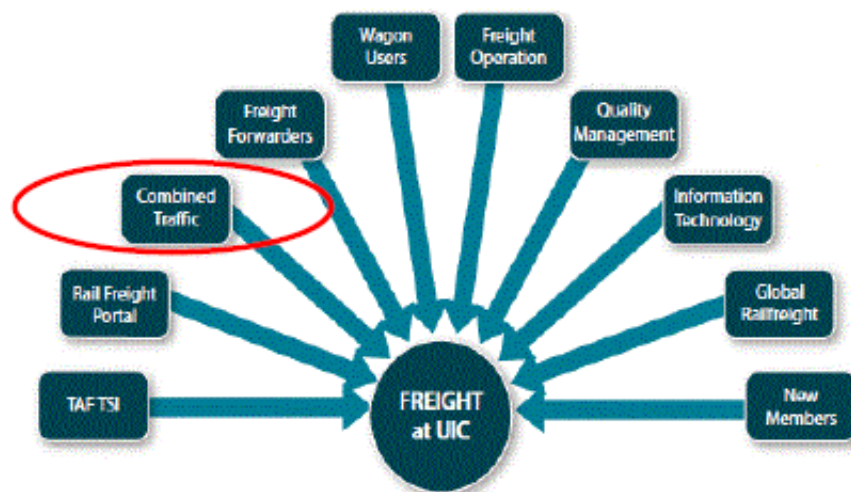 Wagon
Users
Freight
Operation
Freight
Forwarders
Quality
Management
Combined
Traffic
Information
Technology
Rail Freight
Portal
Global
Railfreight
TAF TSI
FREIGHT
at UIC
New
Members